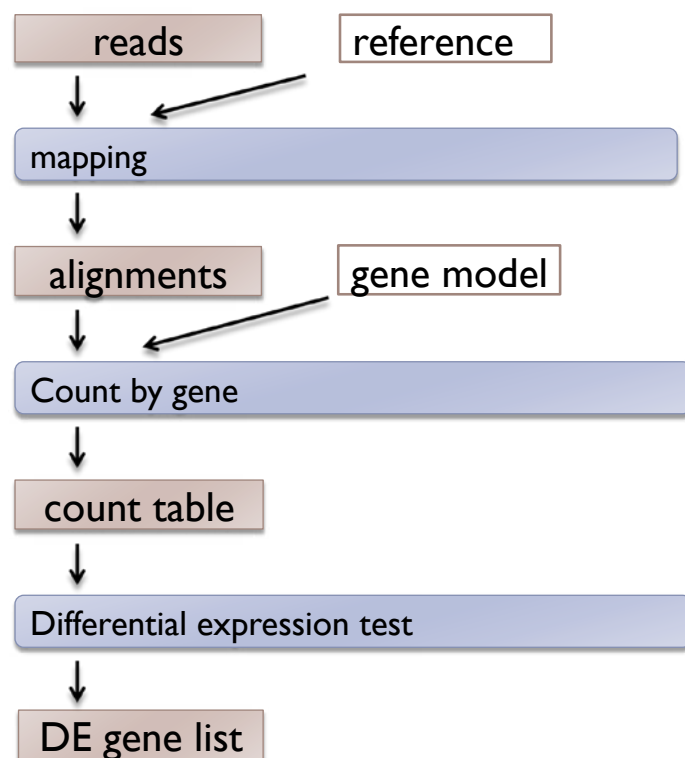 reads
reference
mapping
alignments
gene model
Count by gene
count table
Differential expression test
DE gene list